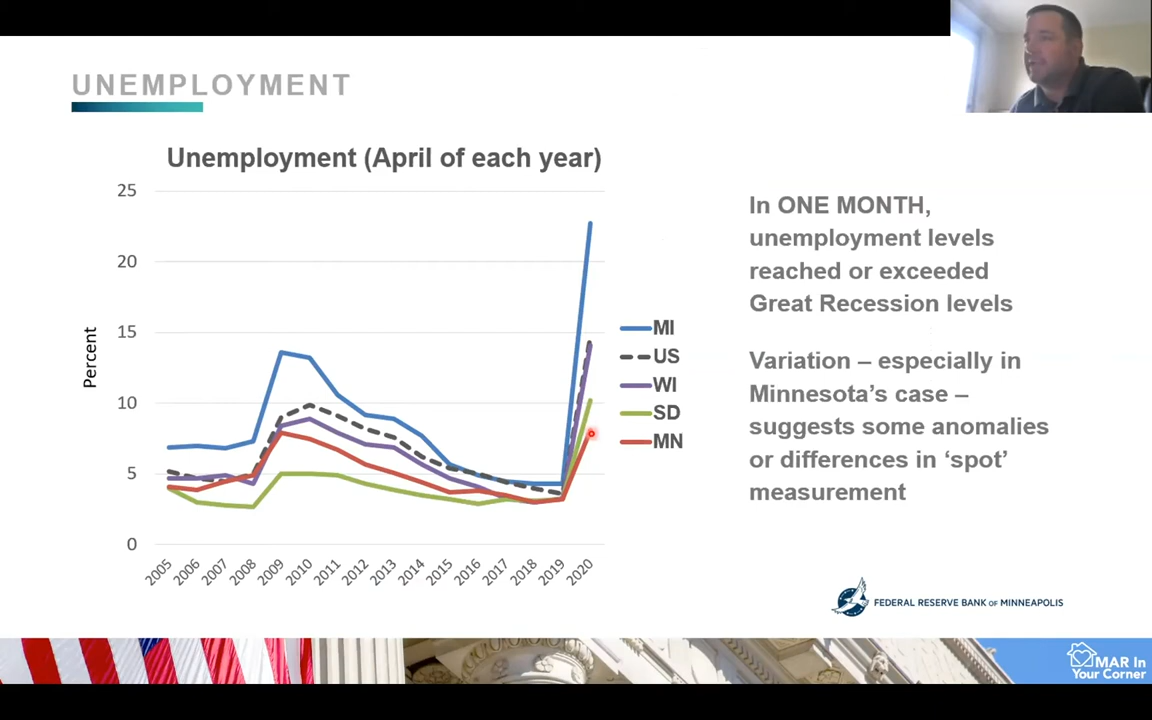 UNEMPLOYMENT
Unemployment (April of each year)
25
20
15
10
5
0
Percent
2005
2006
2007
2008
2009
2010
2011
2012
2013
2014
2015
2016
2017
2018
2019
2020
MI
US
WI
SD
MN
In ONE MONTH,
unemployment levels
reached or exceeded
Great Recession levels
Variation – especially in
Minnesota’s case –
suggests some anomalies
or differences in ‘spot’
measurement
FEDERAL RESERVE BANK OF MINNEAPOLIS
MAR In
Your Corner